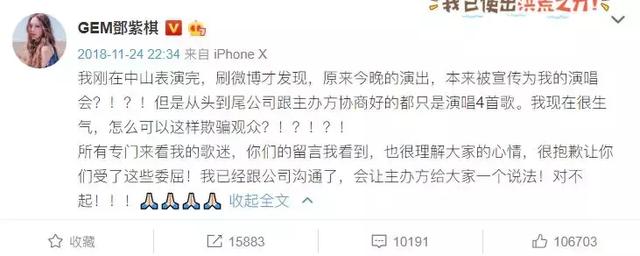 我已使出洪荒之力!
GEM鄧紫棋
2018-11-24 22:34 来自 iPhone X
我刚在中山表演完，刷微博才发现，原来今晚的演出，本来被宣传为我的演唱
会？！？！但是从头到尾公司跟主办方协商好的都只是演唱4首歌。我现在很生
气，怎么可以这样欺骗观众？！？！？！
所有专门来看我的歌迷，你们的留言我看到，也很理解大家的心情，很抱歉让你
们受了这些委屈！我已经跟公司沟通了，会让主办方给大家一个说法！对不
起！！！🙏🙏🙏🙏 收起全文
收藏 15883 10191 106703